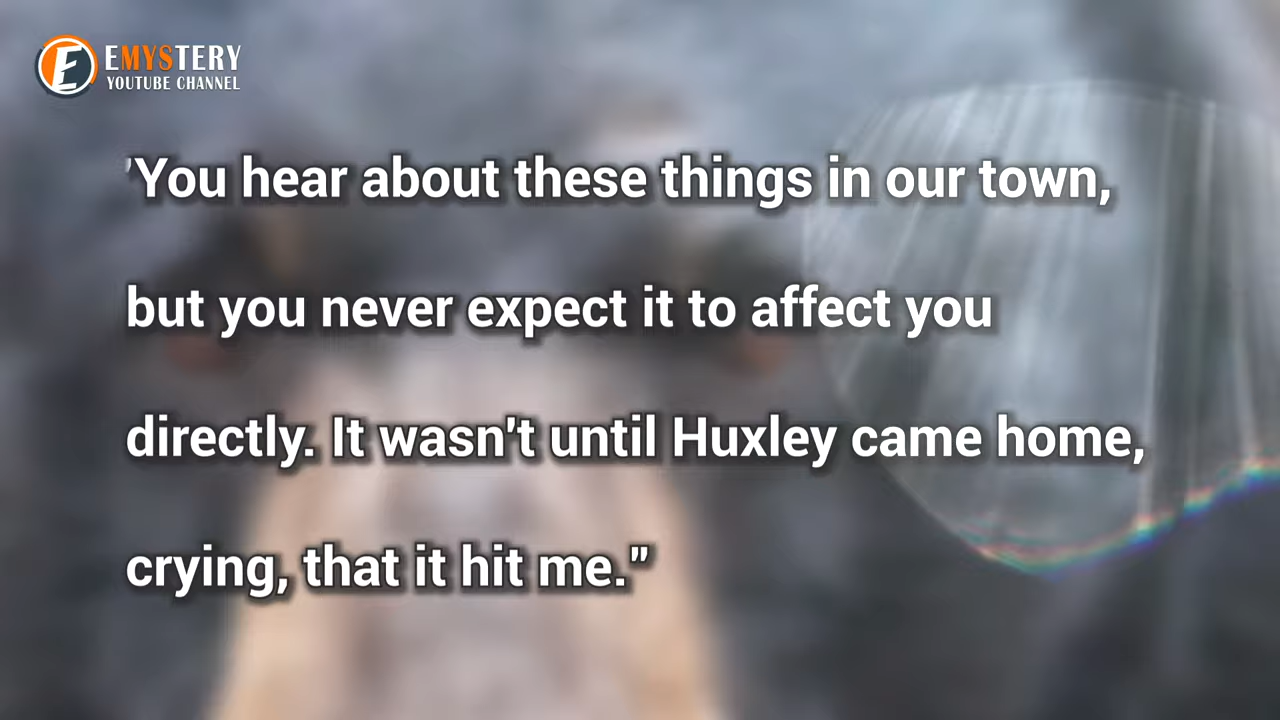 E EMYSTERY
YOUTUBE CHANNEL
'You hear about these things in our town,
but you never expect it to affect you
directly. It wasn't until Huxley came home,
crying, that it hit me."